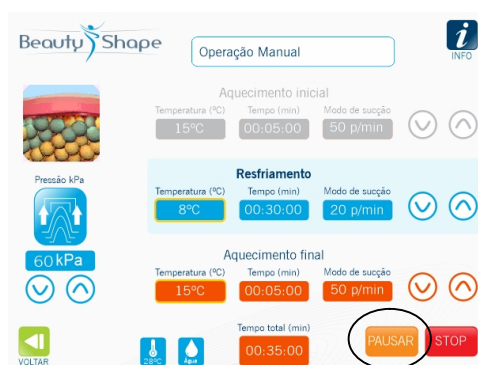 Beauty Shape
Operação Manual
INFO
Aquecimento inicial
Temperatura (ºC) Tempo (min) Modo de sucção
15ºC 00:05:00 50 p/min
Pressão kPa
Resfriamento
Temperatura (ºC) Tempo (min) Modo de sucção
8ºC 00:30:00 20 p/min
60 kPa
Aquecimento final
Temperatura (ºC) Tempo (min) Modo de sucção
15ºC 00:05:00 50 p/min
Tempo total (min)
VOLTAR 28ºC Água 00:35:00 PAUSAR STOP